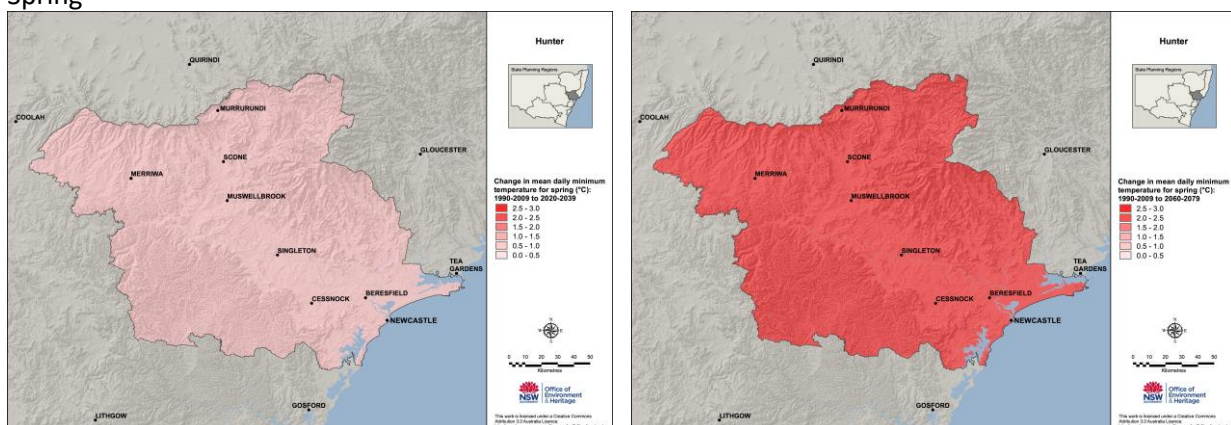 Spring
Hunter
State Planning Regions
QUIRINDI
MURRURUNDI
COOLAH
SCONE
GLOUCESTER
MERRIWA
MUSWELLBROOK
Change in mean daily minimum
temperature for spring (°C):
1990-2009 to 2020-2039
2.5 - 3.0
2.0 - 2.5
1.5 - 2.0
1.0 - 1.5
0.5 - 1.0
0.0 - 0.5
SINGLETON
TEA
GARDENS
CESSNOCK
BERESFIELD
NEWCASTLE
N
W
E
S
0 10 20 30 40 50
Kilometres
NSW
GOVERNMENT
Office of
Environment
& Heritage
GOSFORD
LITHGOW
This work is licensed under a Creative Commons
Attribution 3.0 Australia Licence
Hunter
State Planning Regions
QUIRINDI
MURRURUNDI
COOLAH
SCONE
GLOUCESTER
MERRIWA
MUSWELLBROOK
Change in mean daily minimum
temperature for spring (°C):
1990-2009 to 2060-2079
2.5 - 3.0
2.0 - 2.5
1.5 - 2.0
1.0 - 1.5
0.5 - 1.0
0.0 - 0.5
SINGLETON
TEA
GARDENS
CESSNOCK
BERESFIELD
NEWCASTLE
N
W
E
S
0 10 20 30 40 50
Kilometres
NSW
GOVERNMENT
Office of
Environment
& Heritage
GOSFORD
LITHGOW
This work is licensed under a Creative Commons
Attribution 3.0 Australia Licence